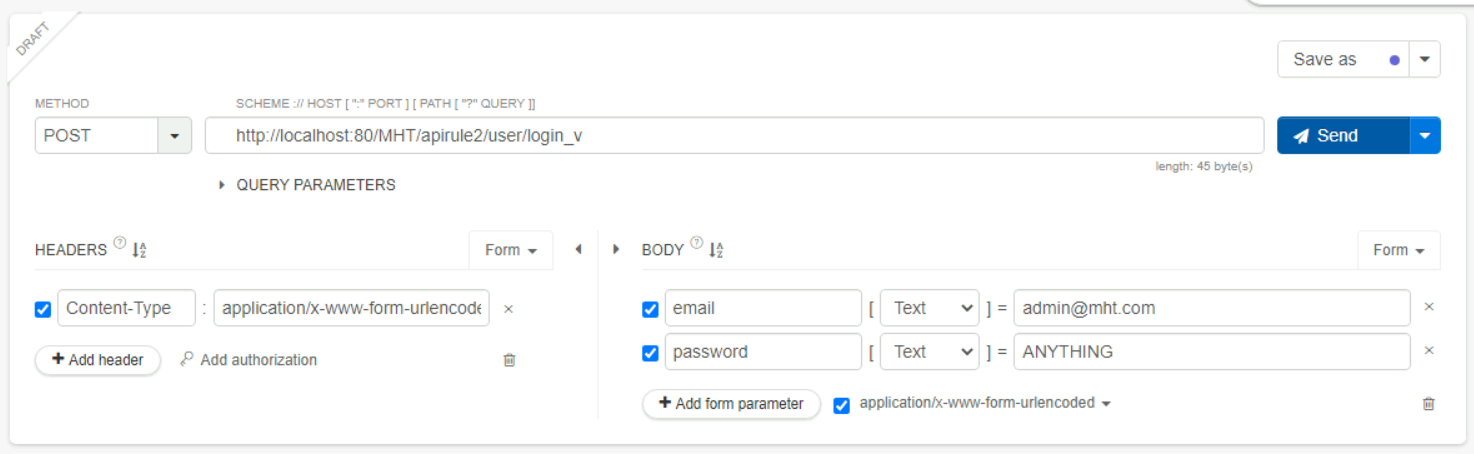 DRAFT
Save as
METHOD SCHEME :// HOST [ ":" PORT ] [ PATH [ "?" QUERY ]]
POST http://localhost:80/MHT/apirule2/user/login_v Send
length: 45 byte(s)
QUERY PARAMETERS
HEADERS ? Form BODY ? Form
Content-Type : application/x-www-form-urlencode × email [ Text ] = admin@mht.com ×
password [ Text ] = ANYTHING ×
+ Add header Add authorization
+ Add form parameter application/x-www-form-urlencoded